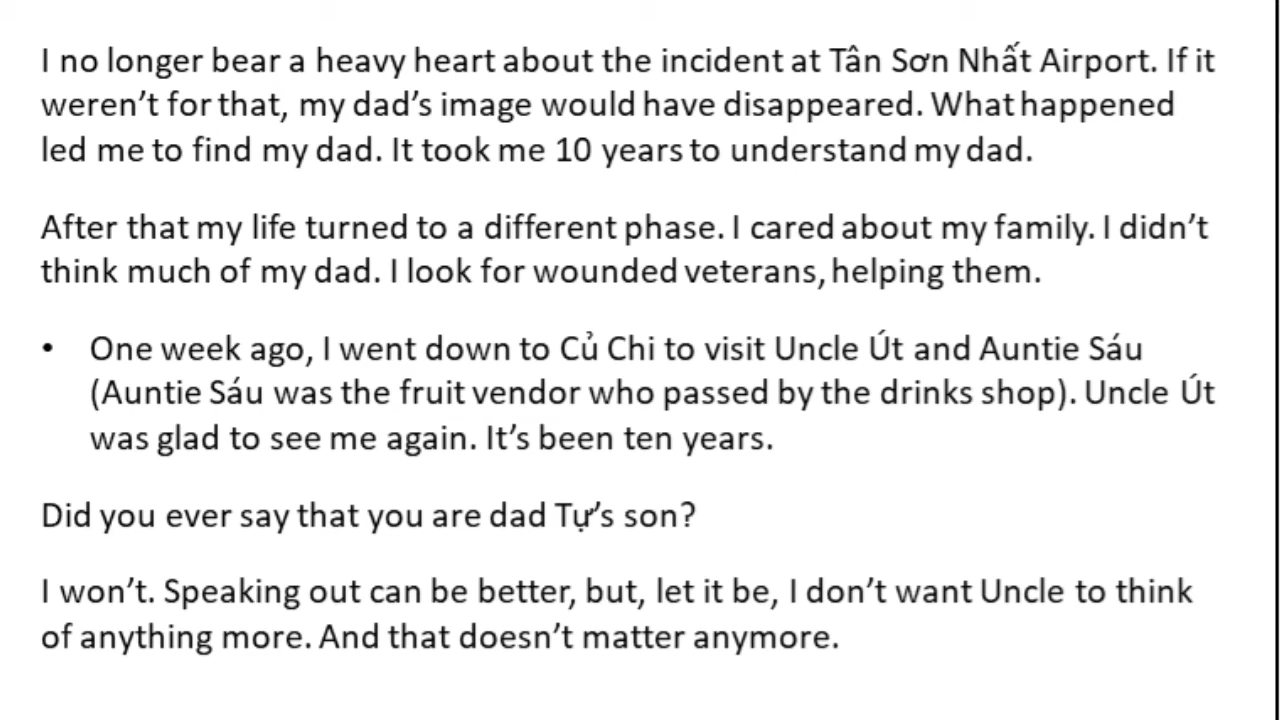 I no longer bear a heavy heart about the incident at Tân Sơn Nhất Airport. If it
weren’t for that, my dad’s image would have disappeared. What happened
led me to find my dad. It took me 10 years to understand my dad.
After that my life turned to a different phase. I cared about my family. I didn’t
think much of my dad. I look for wounded veterans, helping them.
• One week ago, I went down to Củ Chi to visit Uncle Út and Auntie Sáu
(Auntie Sáu was the fruit vendor who passed by the drinks shop). Uncle Út
was glad to see me again. It’s been ten years.
Did you ever say that you are dad Tự’s son?
I won’t. Speaking out can be better, but, let it be, I don’t want Uncle to think
of anything more. And that doesn’t matter anymore.